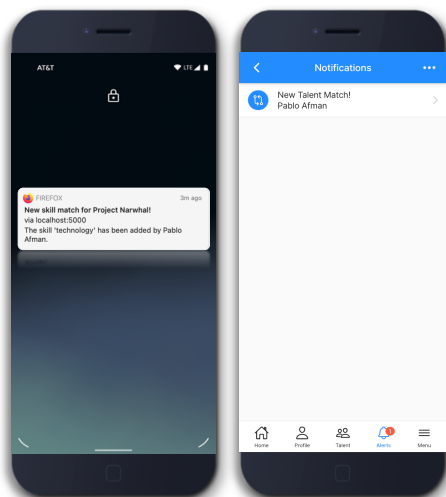 AT&T
LTE
FIREFOX 3m ago
New skill match for Project Narwhal!
via localhost:5000
The skill 'technology' has been added by Pablo
Afman.
Notifications
New Talent Match!
Pablo Afman
1
Home Profile Talent Alerts Menu